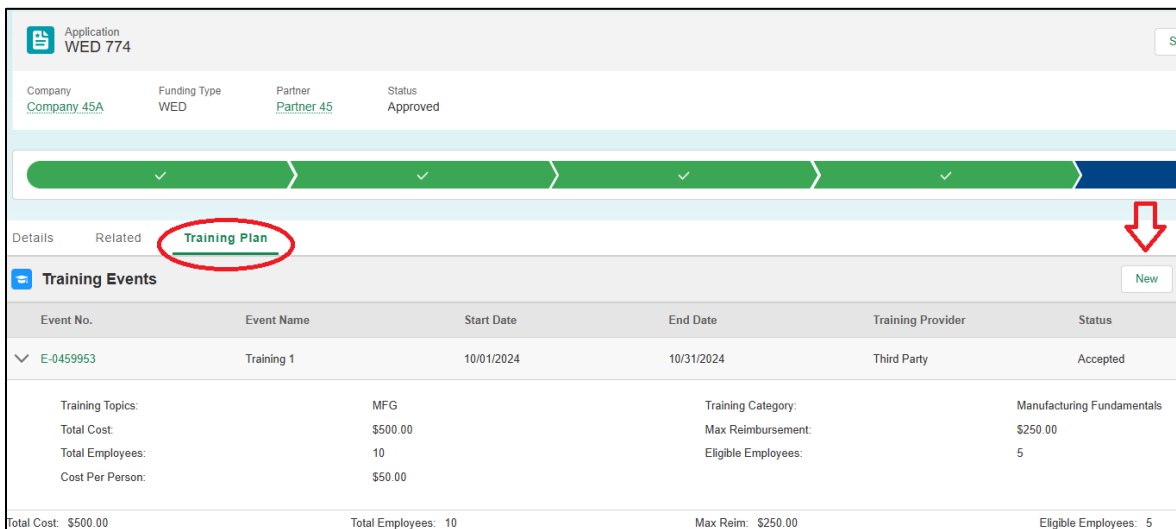 Application
WED 774
S
Company Funding Type Partner Status
Company 45A WED Partner 45 Approved
Details Related Training Plan
Training Events New
Event No. Event Name Start Date End Date Training Provider Status
E-0459953 Training 1 10/01/2024 10/31/2024 Third Party Accepted
Training Topics: MFG Training Category: Manufacturing Fundamentals
Total Cost: $500.00 Max Reimbursement: $250.00
Total Employees: 10 Eligible Employees: 5
Cost Per Person: $50.00
Total Cost: $500.00 Total Employees: 10 Max Reim: $250.00 Eligible Employees: 5